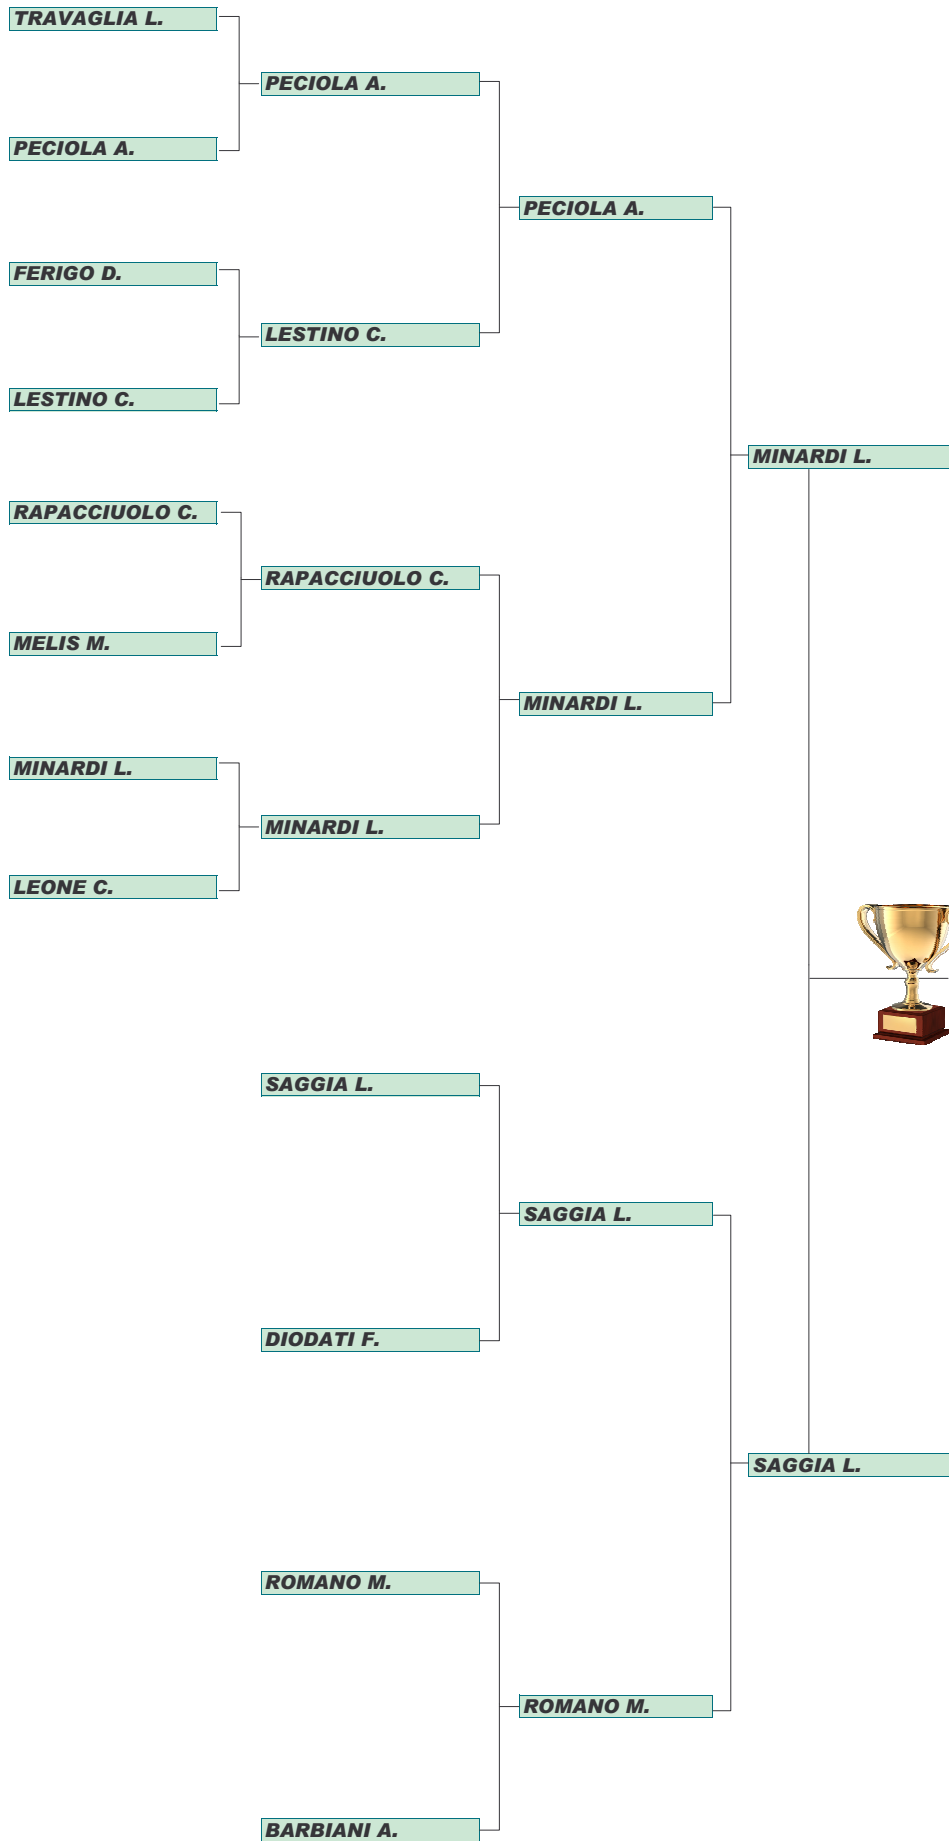 TRAVAGLIA L.
PECIOLA A.
PECIOLA A.
PECIOLA A.
FERIGO D.
LESTINO C.
LESTINO C.
MINARDI L.
RAPACCIUOLO C.
RAPACCIUOLO C.
MELIS M.
MINARDI L.
MINARDI L.
MINARDI L.
LEONE C.
SAGGIA L.
SAGGIA L.
DIODATI F.
SAGGIA L.
ROMANO M.
ROMANO M.
BARBIANI A.